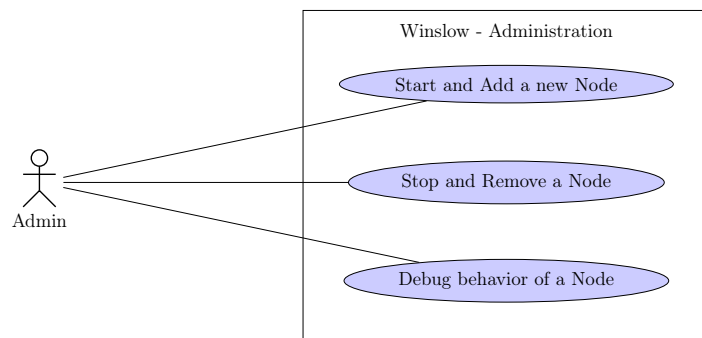 Winslow - Administration
Start and Add a new Node
Stop and Remove a Node
Admin
Debug behavior of a Node